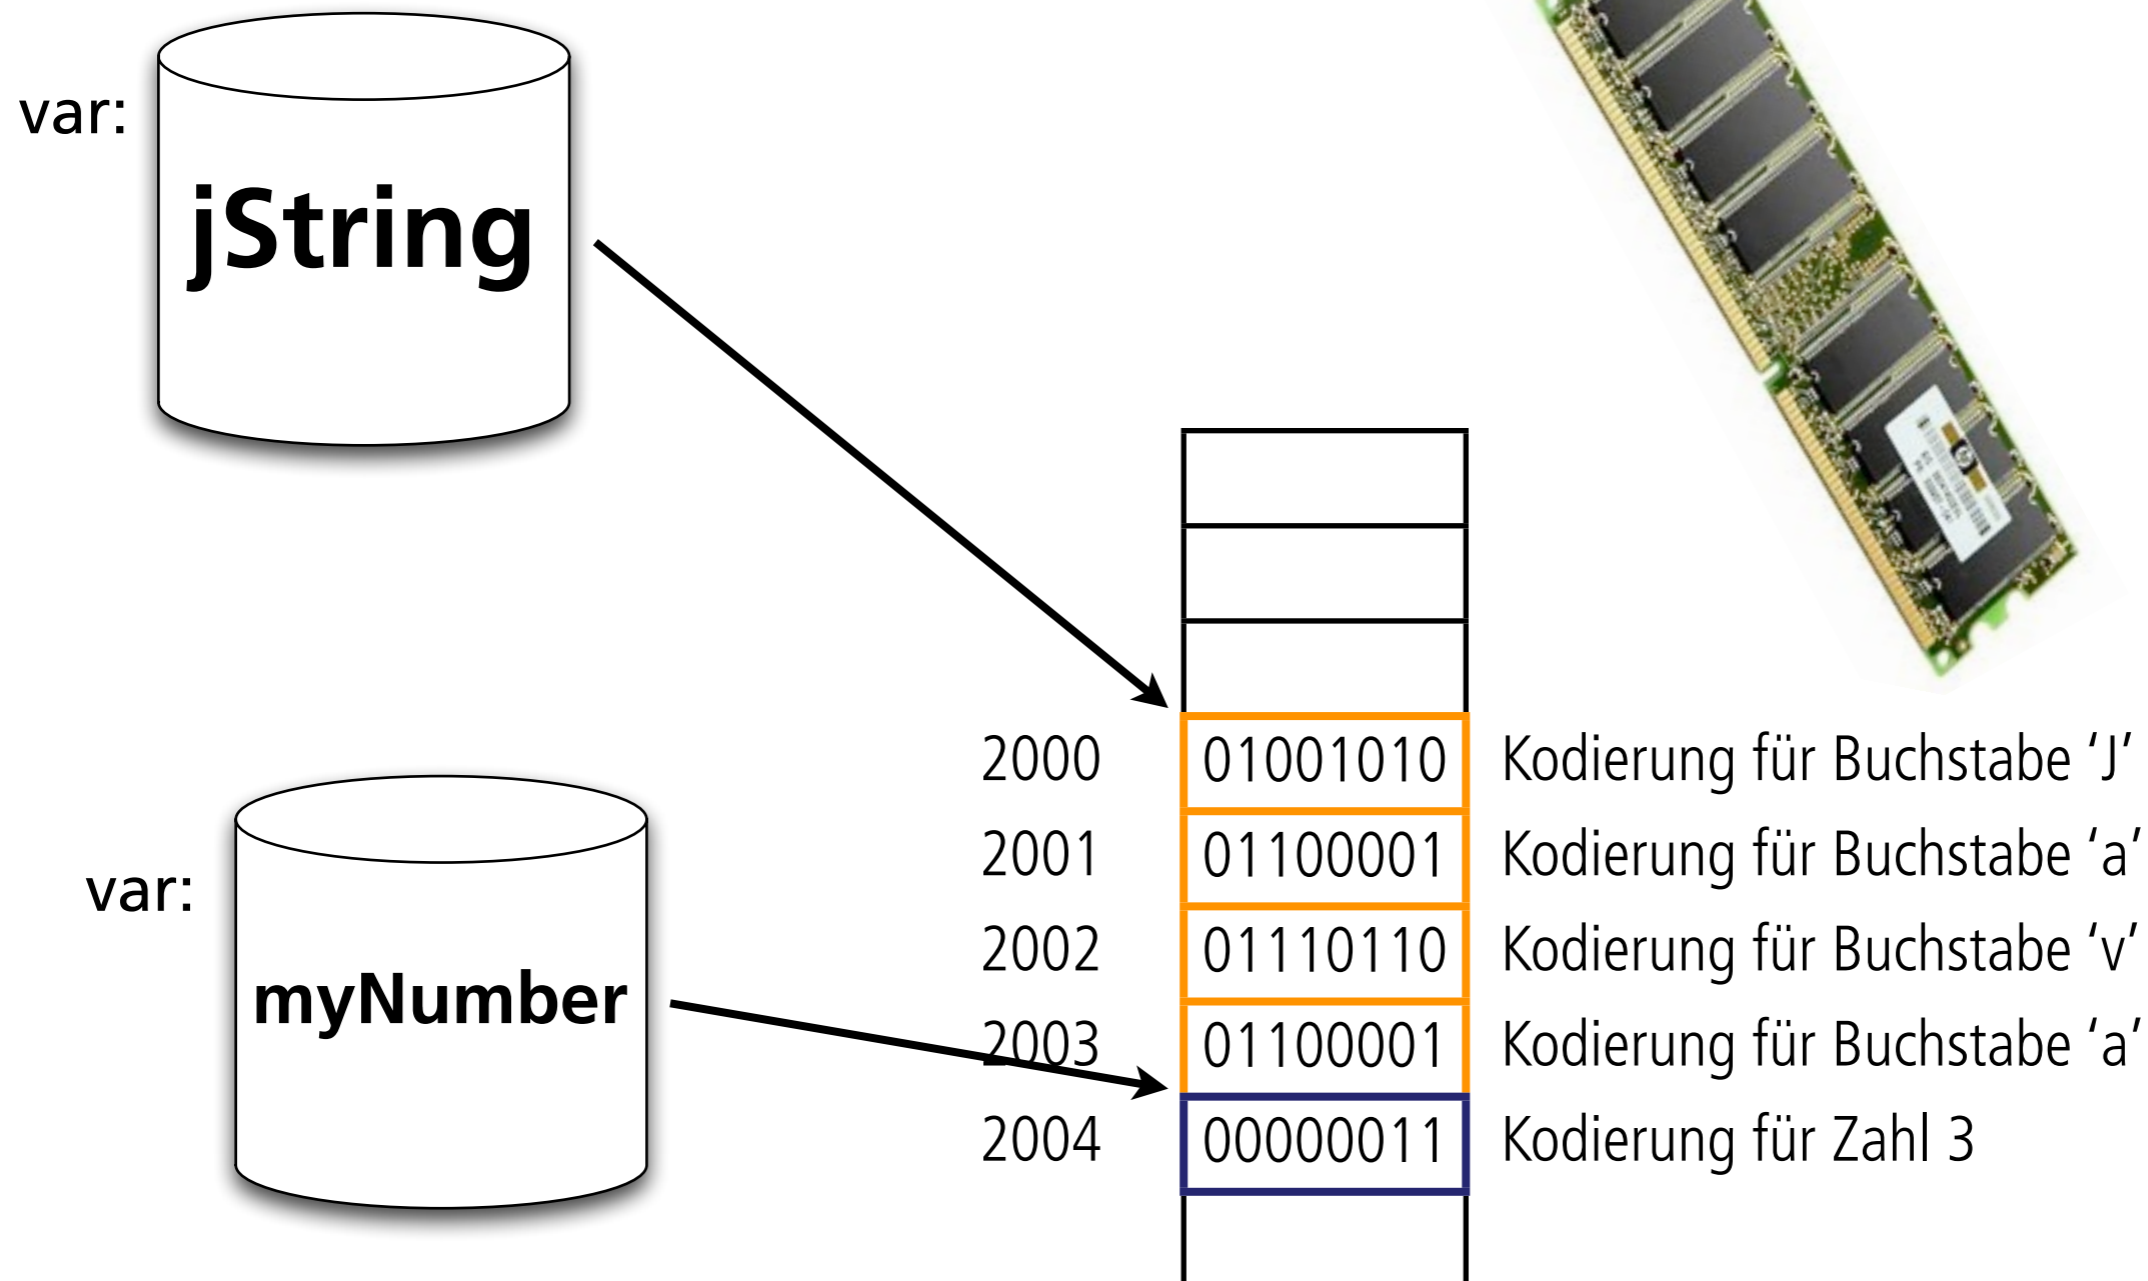 var:
jString
var:
myNumber
2000 01001010 Kodierung für Buchstabe ‘J’
2001 01100001 Kodierung für Buchstabe ‘a’
2002 01110110 Kodierung für Buchstabe ‘v’
2003 01100001 Kodierung für Buchstabe ‘a’
2004 00000011 Kodierung für Zahl 3